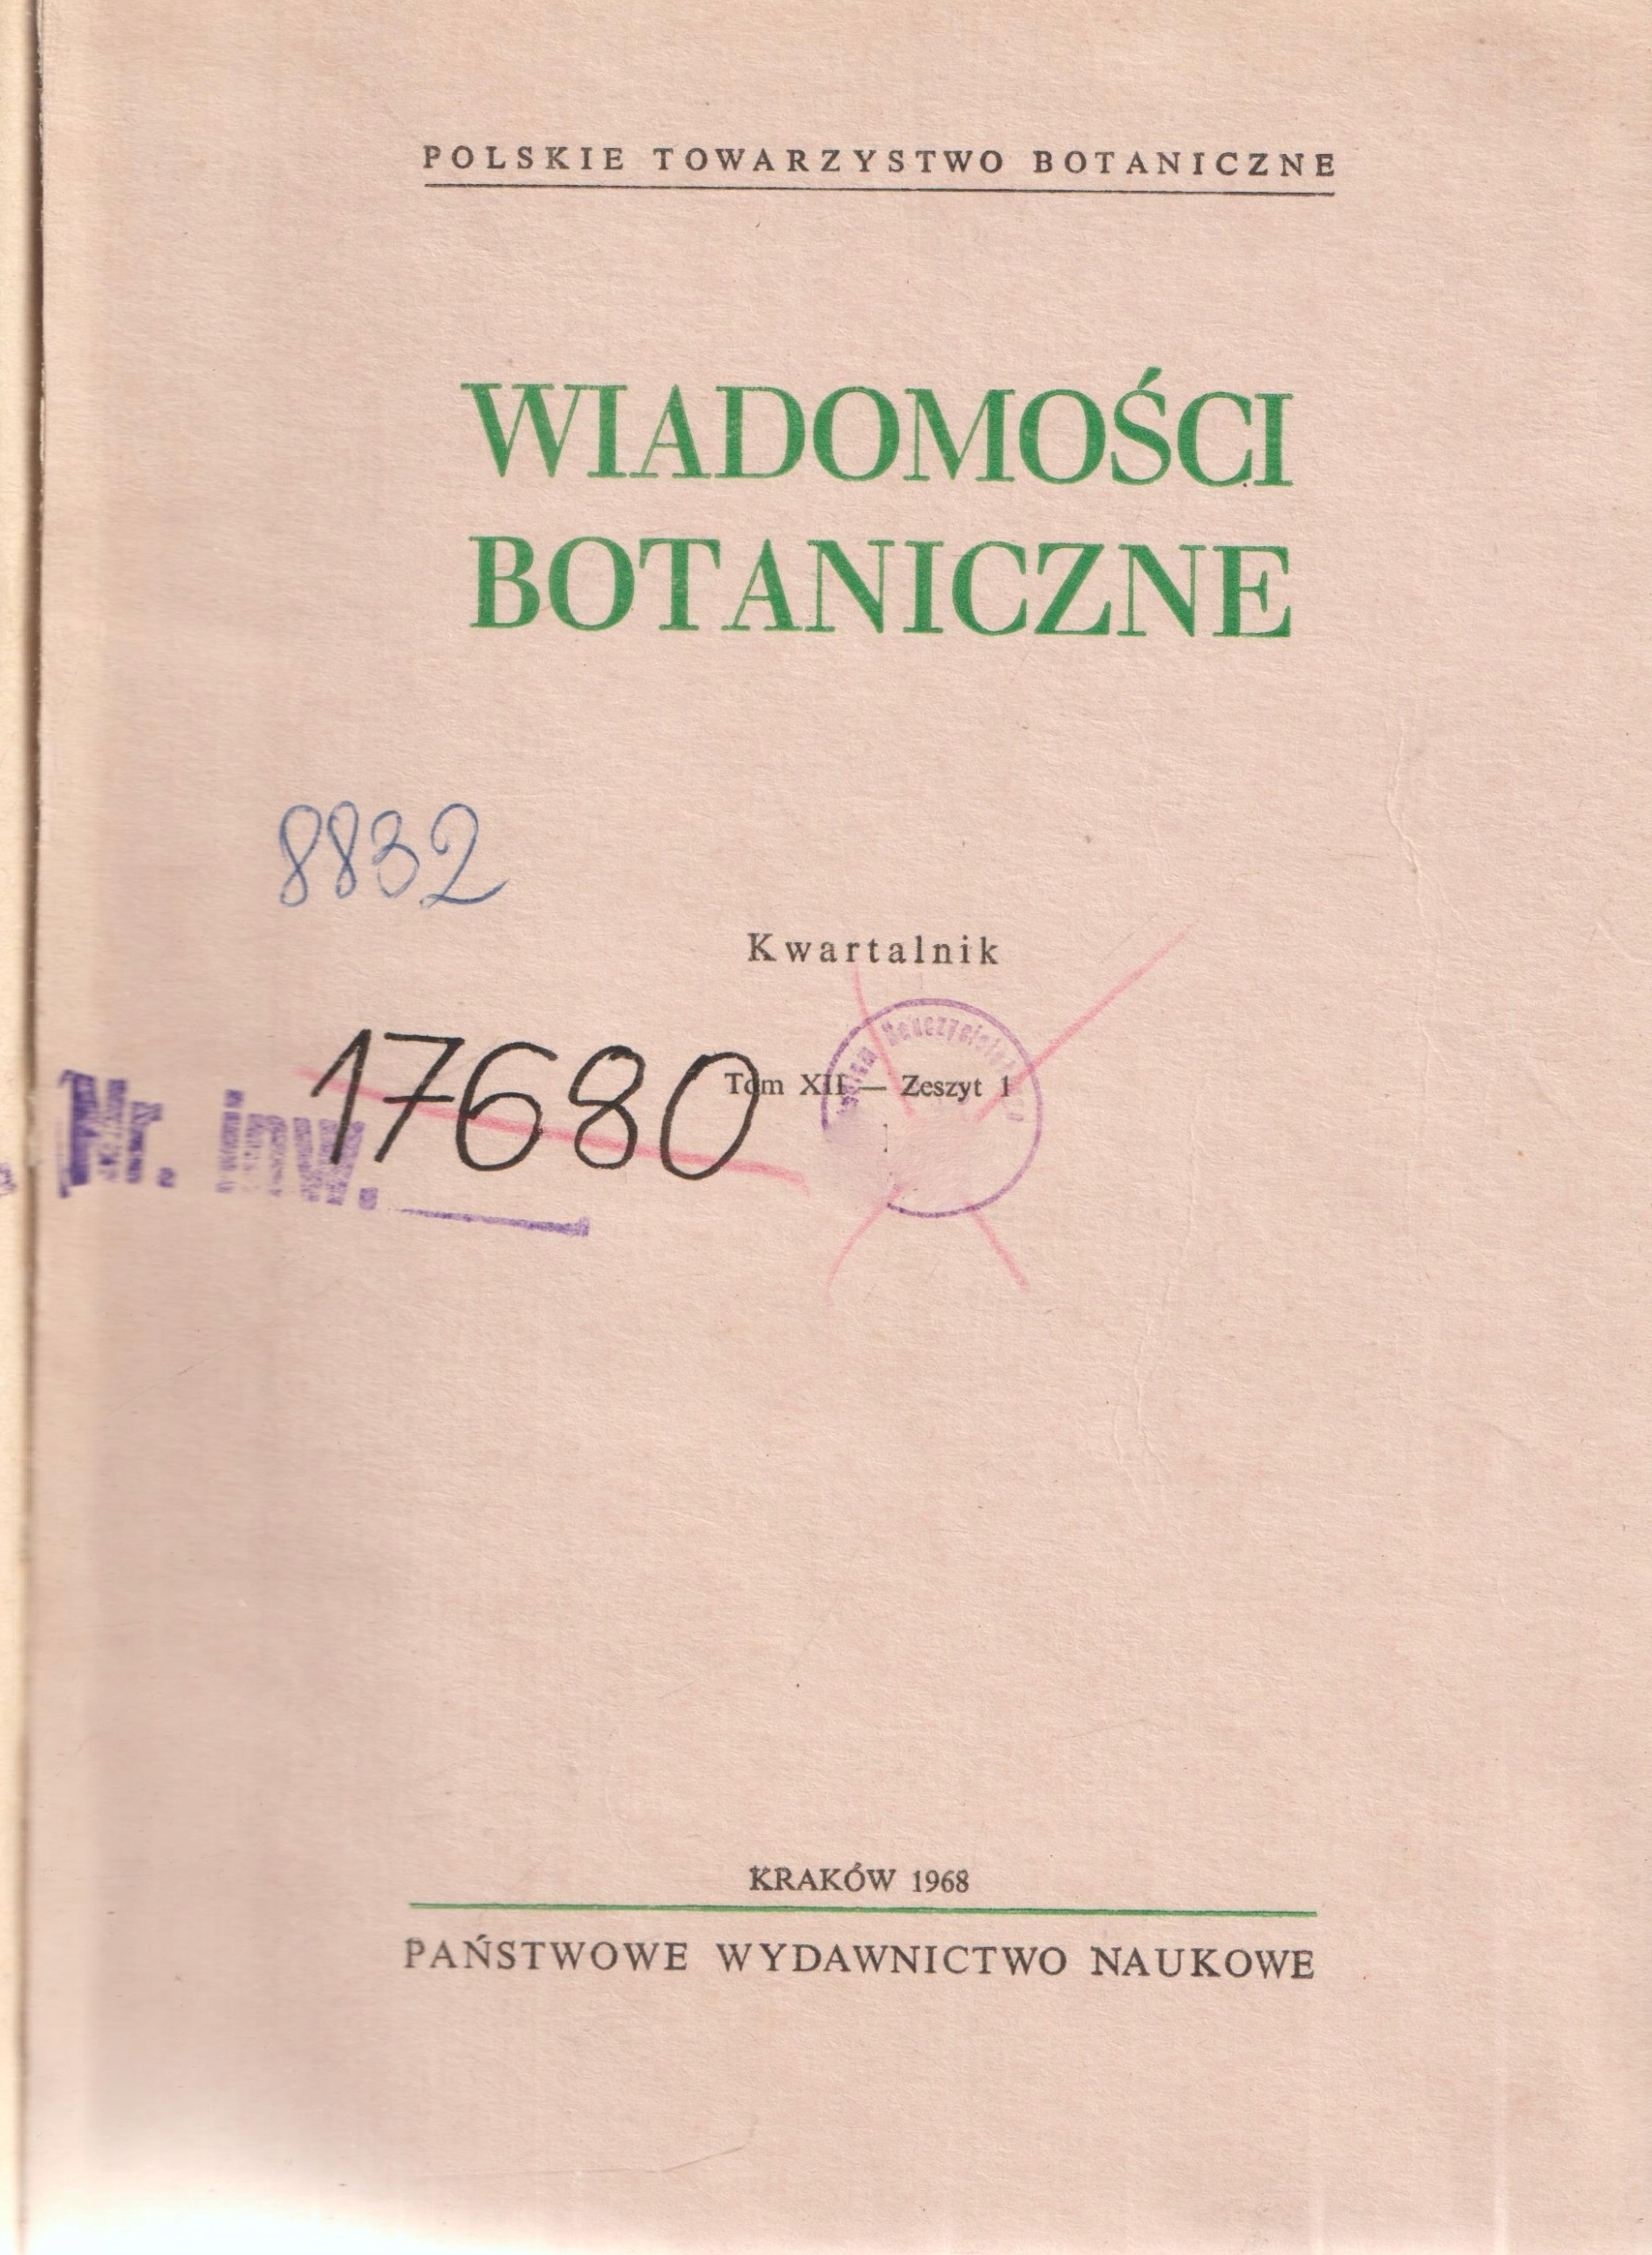 POLSKIE TOWARZYSTWO BOTANICZNE
WIADOMOŚCI
BOTANICZNE
8832
Kwartalnik
17680
Tom XII — Zeszyt 1
Nr. inw.
KRAKÓW 1968
PAŃSTWOWE WYDAWNICTWO NAUKOWE